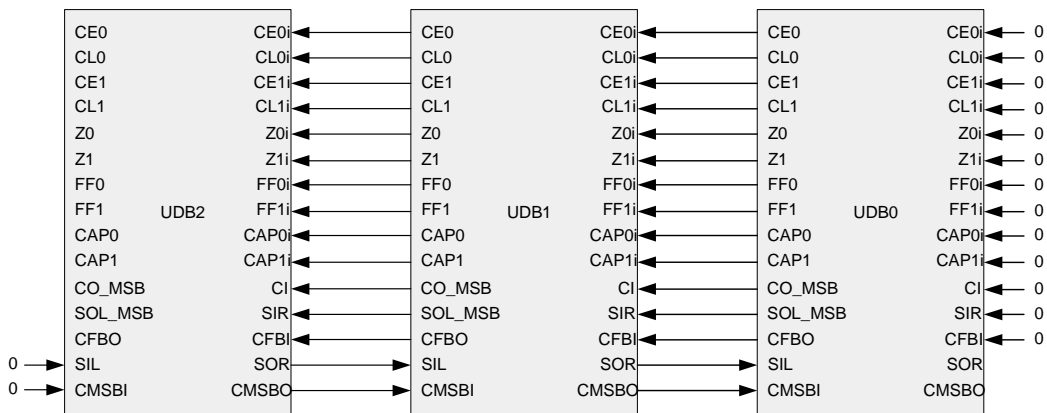 CE0 CE0i CE0 CE0i CE0 CE0i 0
CL0 CL0i CL0 CL0i CL0 CL0i 0
CE1 CE1i CE1 CE1i CE1 CE1i 0
CL1 CL1i CL1 CL1i CL1 CL1i 0
Z0 Z0i Z0 Z0i Z0 Z0i 0
Z1 Z1i Z1 Z1i Z1 Z1i 0
FF0 FF0i FF0 FF0i FF0 FF0i 0
FF1 UDB2 FF1i FF1 UDB1 FF1i FF1 UDB0 FF1i 0
CAP0 CAP0i CAP0 CAP0i CAP0 CAP0i 0
CAP1 CAP1i CAP1 CAP1i CAP1 CAP1i 0
CO_MSB CI CO_MSB CI CO_MSB CI 0
SOL_MSB SIR SOL_MSB SIR SOL_MSB SIR 0
CFBO CFBI CFBO CFBI CFBO CFBI 0
0 SIL SOR SIL SOR SIL SOR
0 CMSBI CMSBO CMSBI CMSBO CMSBI CMSBO